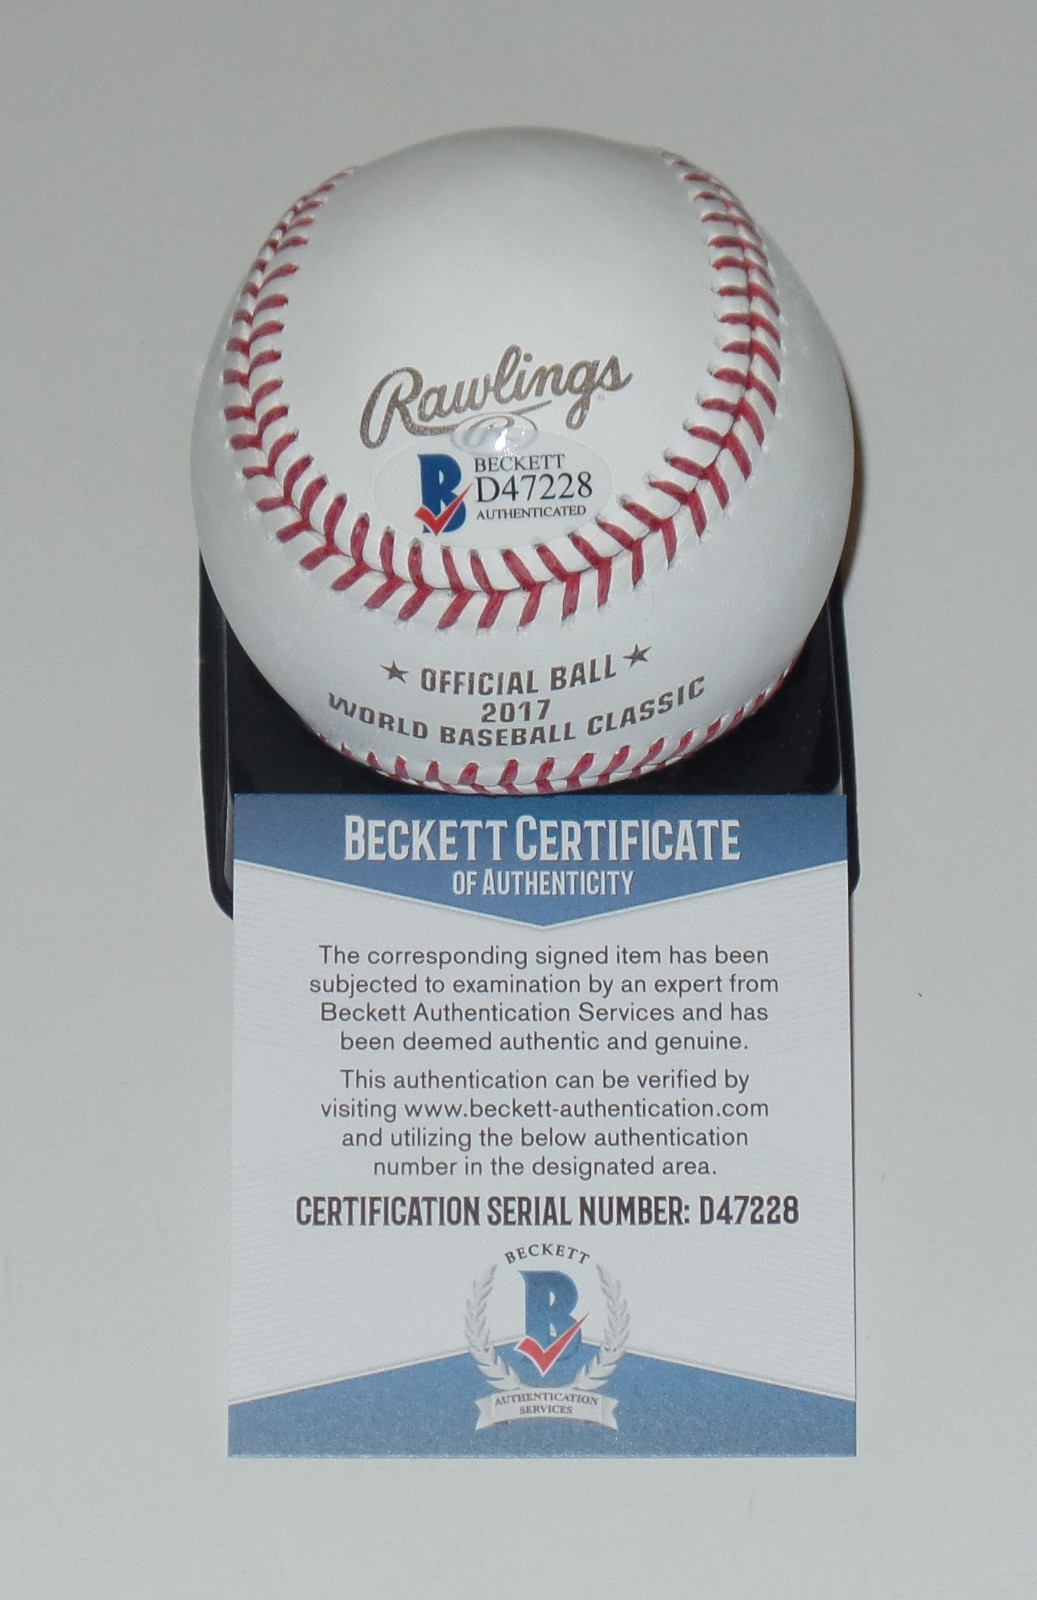 Rawlings
R
BECKETT
D47228
AUTHENTICATED
B
★ OFFICIAL BALL ★
2017
WORLD BASEBALL CLASSIC
BECKETT CERTIFICATE
OF AUTHENTICITY
The corresponding signed item has been
subjected to examination by an expert from
Beckett Authentication Services and has
been deemed authentic and genuine.
This authentication can be verified by
visiting www.beckett-authentication.com
and utilizing the below authentication
number in the designated area.
CERTIFICATION SERIAL NUMBER: D47228
BECKETT
B
AUTHENTICATION
SERVICES